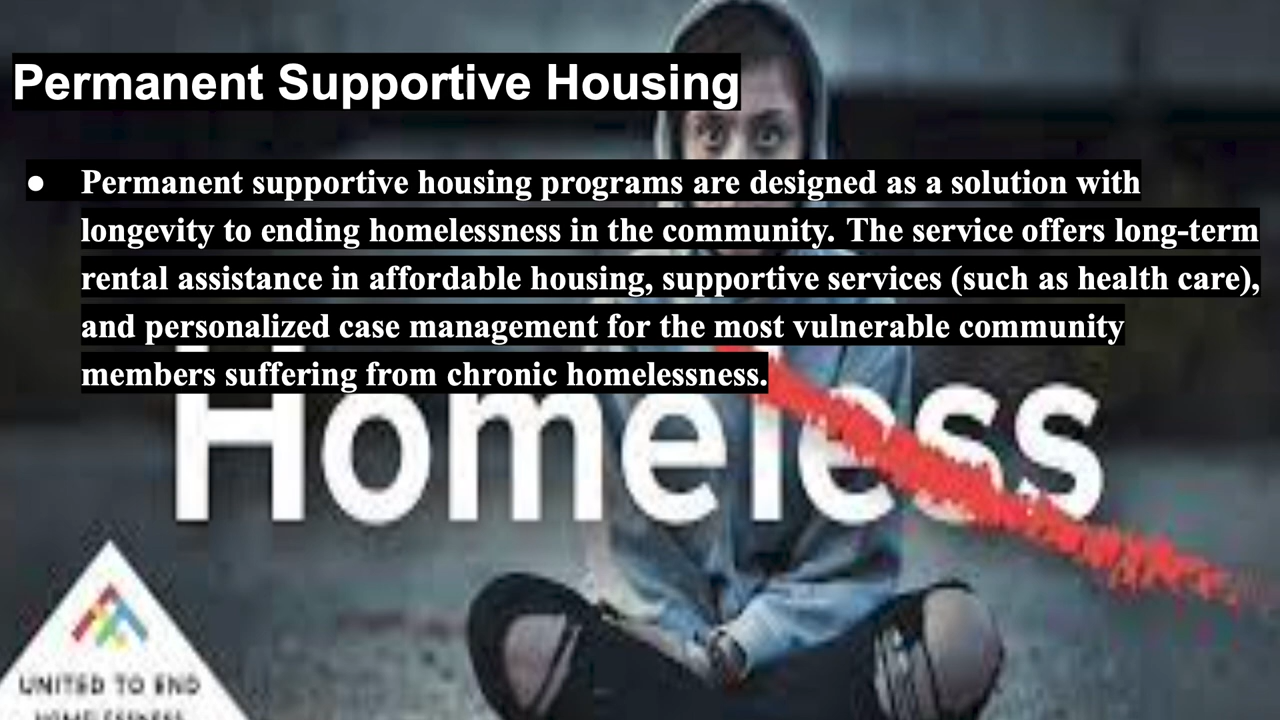 Permanent Supportive Housing
● Permanent supportive housing programs are designed as a solution with
longevity to ending homelessness in the community. The service offers long-term
rental assistance in affordable housing, supportive services (such as health care),
and personalized case management for the most vulnerable community
members suffering from chronic homelessness.
Homeless
UNITED TO END
HOMELESSNESS